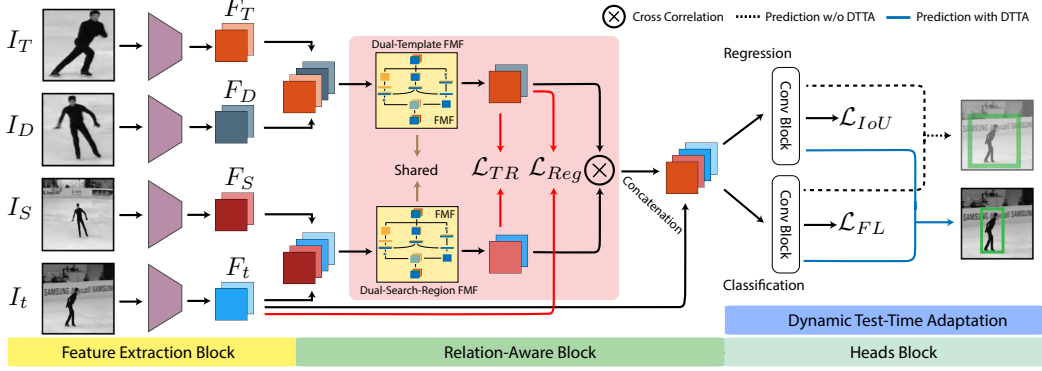 Cross Correlation
Prediction w/o DTTA
Prediction with DTTA
I_T
F_T
Dual-Template FMF
FMF
Regression
Conv Block
L_IoU
I_D
F_D
Shared
L_TR
L_Reg
Concatenation
I_S
F_S
FMF
Conv Block
L_FL
I_t
F_t
Dual-Search-Region FMF
Classification
Dynamic Test-Time Adaptation
Feature Extraction Block
Relation-Aware Block
Heads Block